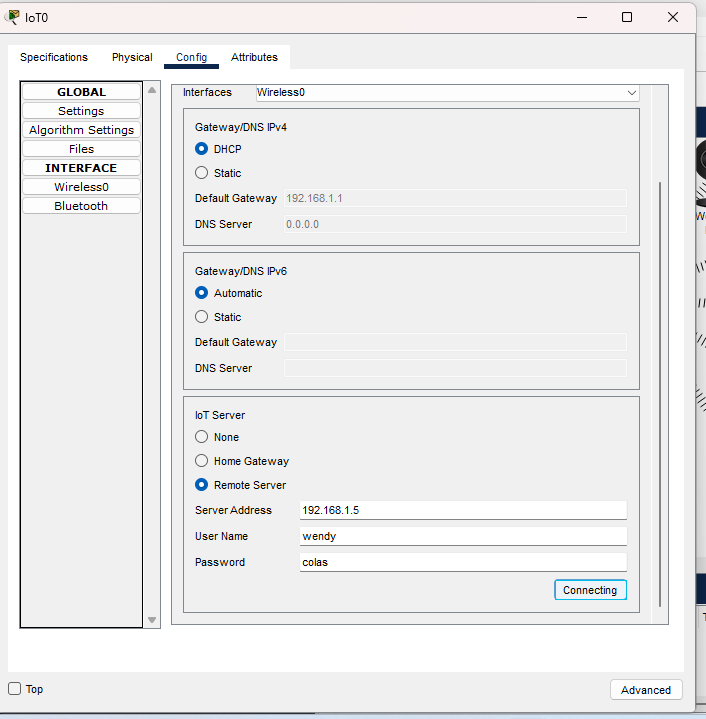 IoT0
Specifications Physical Config Attributes
GLOBAL
Settings
Algorithm Settings
Files
INTERFACE
Wireless0
Bluetooth
Interfaces Wireless0
Gateway/DNS IPv4
DHCP
Static
Default Gateway 192.168.1.1
DNS Server 0.0.0.0
Gateway/DNS IPv6
Automatic
Static
Default Gateway
DNS Server
IoT Server
None
Home Gateway
Remote Server
Server Address 192.168.1.5
User Name wendy
Password colas
Connecting
Top
Advanced